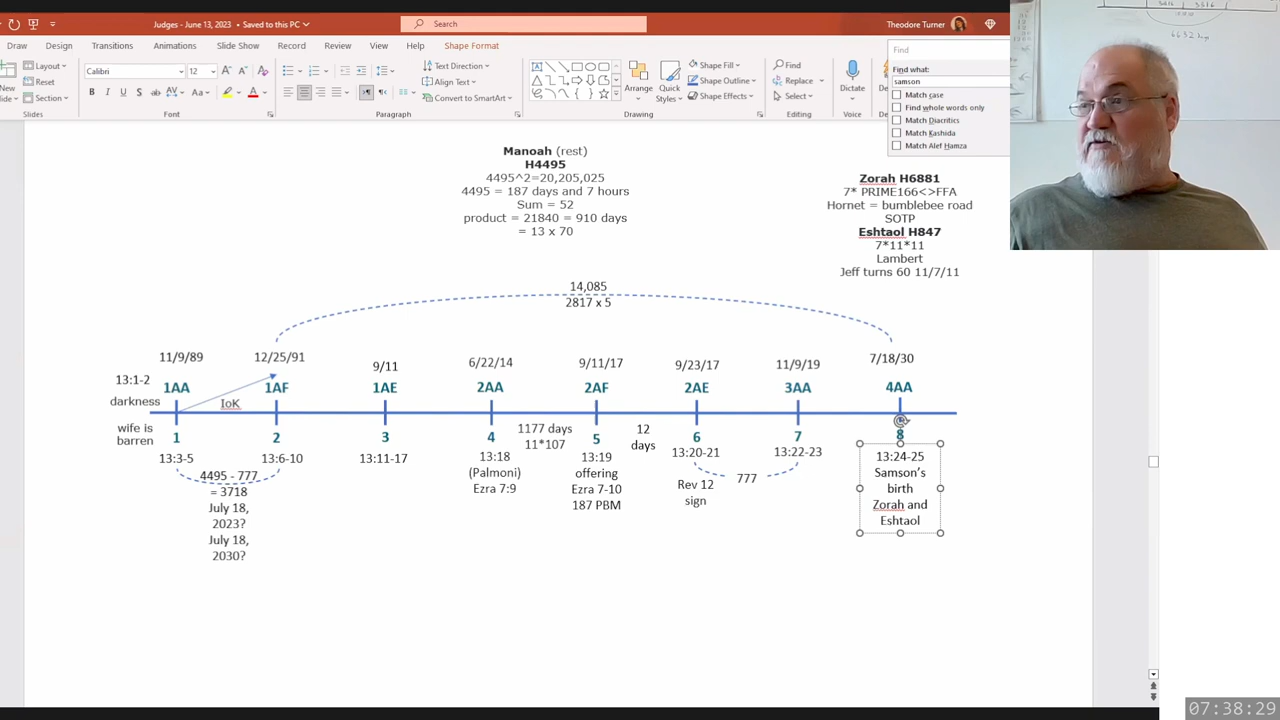 Judges - June 13, 2023 • Saved to this PC
Search
Theodore Turner
Draw Design Transitions Animations Slide Show Record Review View Help Shape Format
Layout
Reset
Section
Slides
Calibri 12
Font
Text Direction
Align Text
Convert to SmartArt
Paragraph
Arrange
Quick Styles
Shape Fill
Shape Outline
Shape Effects
Drawing
Find
Replace
Select
Editing
Dictate
Voice
Find
Find what:
samson
Match case
Find whole words only
Match Diacritics
Match Kashida
Match Alef Hamza
6632 days
Manoah (rest)
H4495
4495^2=20,205,025
4495 = 187 days and 7 hours
Sum = 52
product = 21840 = 910 days
= 13 x 70
Zorah H6881
7* PRIME166<>FFA
Hornet = bumblebee road
SOTP
Eshtaol H847
7*11*11
Lambert
Jeff turns 60 11/7/11
14,085
2817 x 5
11/9/89 12/25/91 9/11 6/22/14 9/11/17 9/23/17 11/9/19 7/18/30
13:1-2
darkness
wife is
barren
1AA 1AF 1AE 2AA 2AF 2AE 3AA 4AA
IoK
1 2 3 4 5 6 7 8
1177 days
11*107
12
days
13:3-5
13:6-10
13:11-17
13:18
(Palmoni)
Ezra 7:9
13:19
offering
Ezra 7-10
187 PBM
13:20-21
Rev 12
sign
13:22-23
777
13:24-25
Samson's
birth
Zorah and
Eshtaol
4495 - 777
= 3718
July 18,
2023?
July 18,
2030?
07:38:29